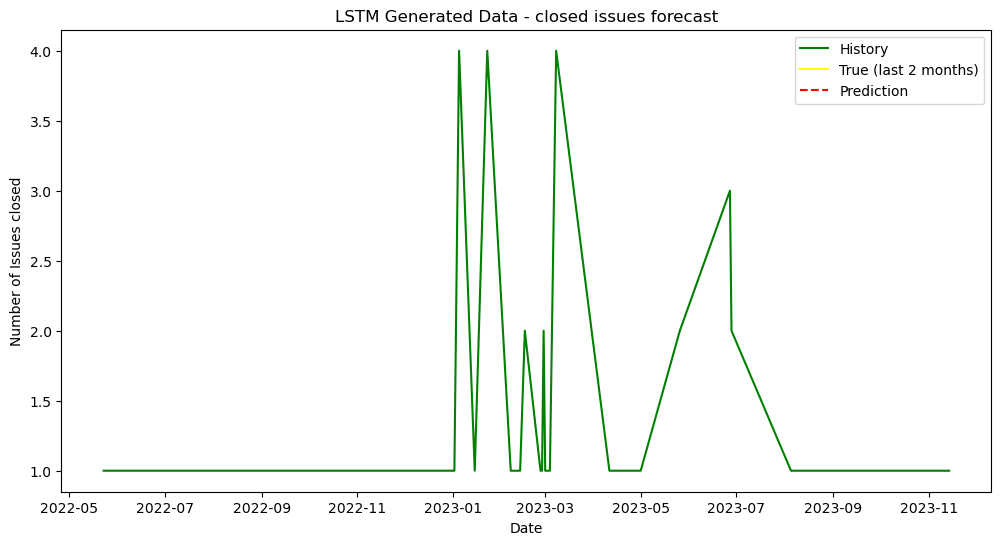 LSTM Generated Data - closed issues forecast
History
True (last 2 months)
Prediction
Number of Issues closed
4.0
3.5
3.0
2.5
2.0
1.5
1.0
2022-05 2022-07 2022-09 2022-11 2023-01 2023-03 2023-05 2023-07 2023-09 2023-11
Date